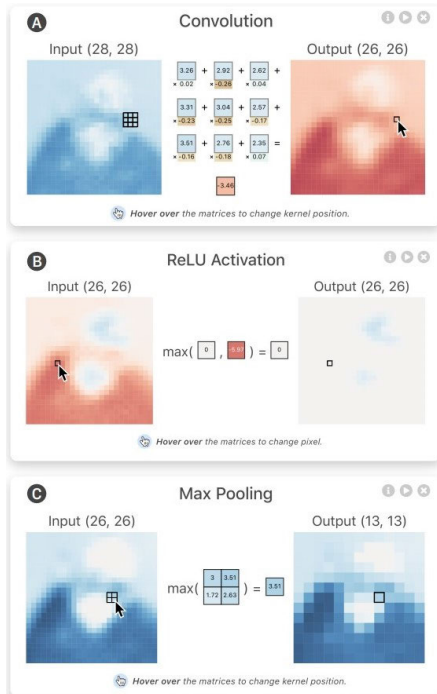 A
Convolution
Input (28, 28)
Output (26, 26)
3.26 + 2.92 + 2.62 +
× 0.02 × -0.26 × 0.04
3.31 + 3.04 + 2.57 +
× -0.23 × -0.25 × -0.17
3.51 + 2.76 + 2.35 =
× -0.16 × -0.18 × 0.07
-3.46
Hover over the matrices to change kernel position.
B
ReLU Activation
Input (26, 26)
Output (26, 26)
max( 0 , ) = 0
Hover over the matrices to change pixel.
C
Max Pooling
Input (26, 26)
Output (13, 13)
3 3.51
max( ) = 3.51
1.72 2.63
Hover over the matrices to change kernel position.